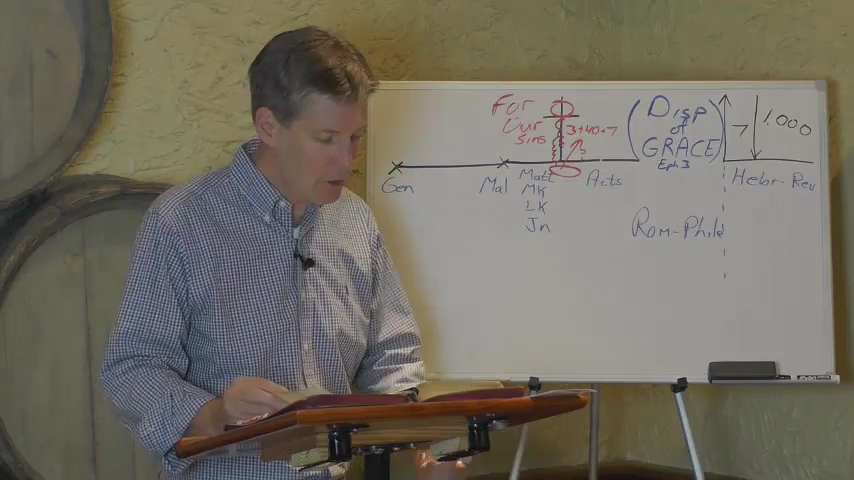 For
Our
sins
3+40+7
?
Disp
of
GRACE
Eph 3
7
1,000
Gen
Mal
Matt
MK
LK
Jn
Acts
Hebr-Rev
Rom-Phile